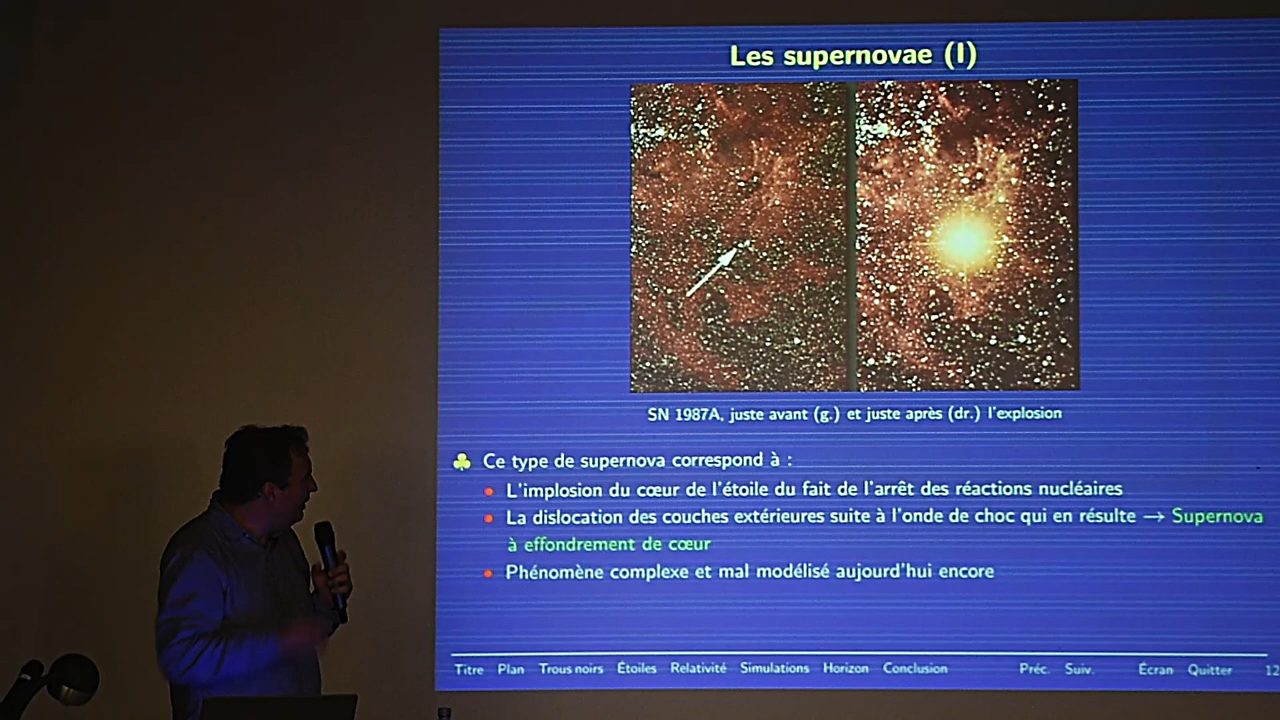 Les supernovae (I)
SN 1987A, juste avant (g.) et juste après (dr.) l'explosion
Ce type de supernova correspond à :
L'implosion du cœur de l'étoile du fait de l'arrêt des réactions nucléaires
La dislocation des couches extérieures suite à l'onde de choc qui en résulte → Supernova
à effondrement de cœur
Phénomène complexe et mal modélisé aujourd'hui encore
Titre Plan Trous noirs Étoiles Relativité Simulations Horizon Conclusion Préc. Suiv. Écran Quitter 12